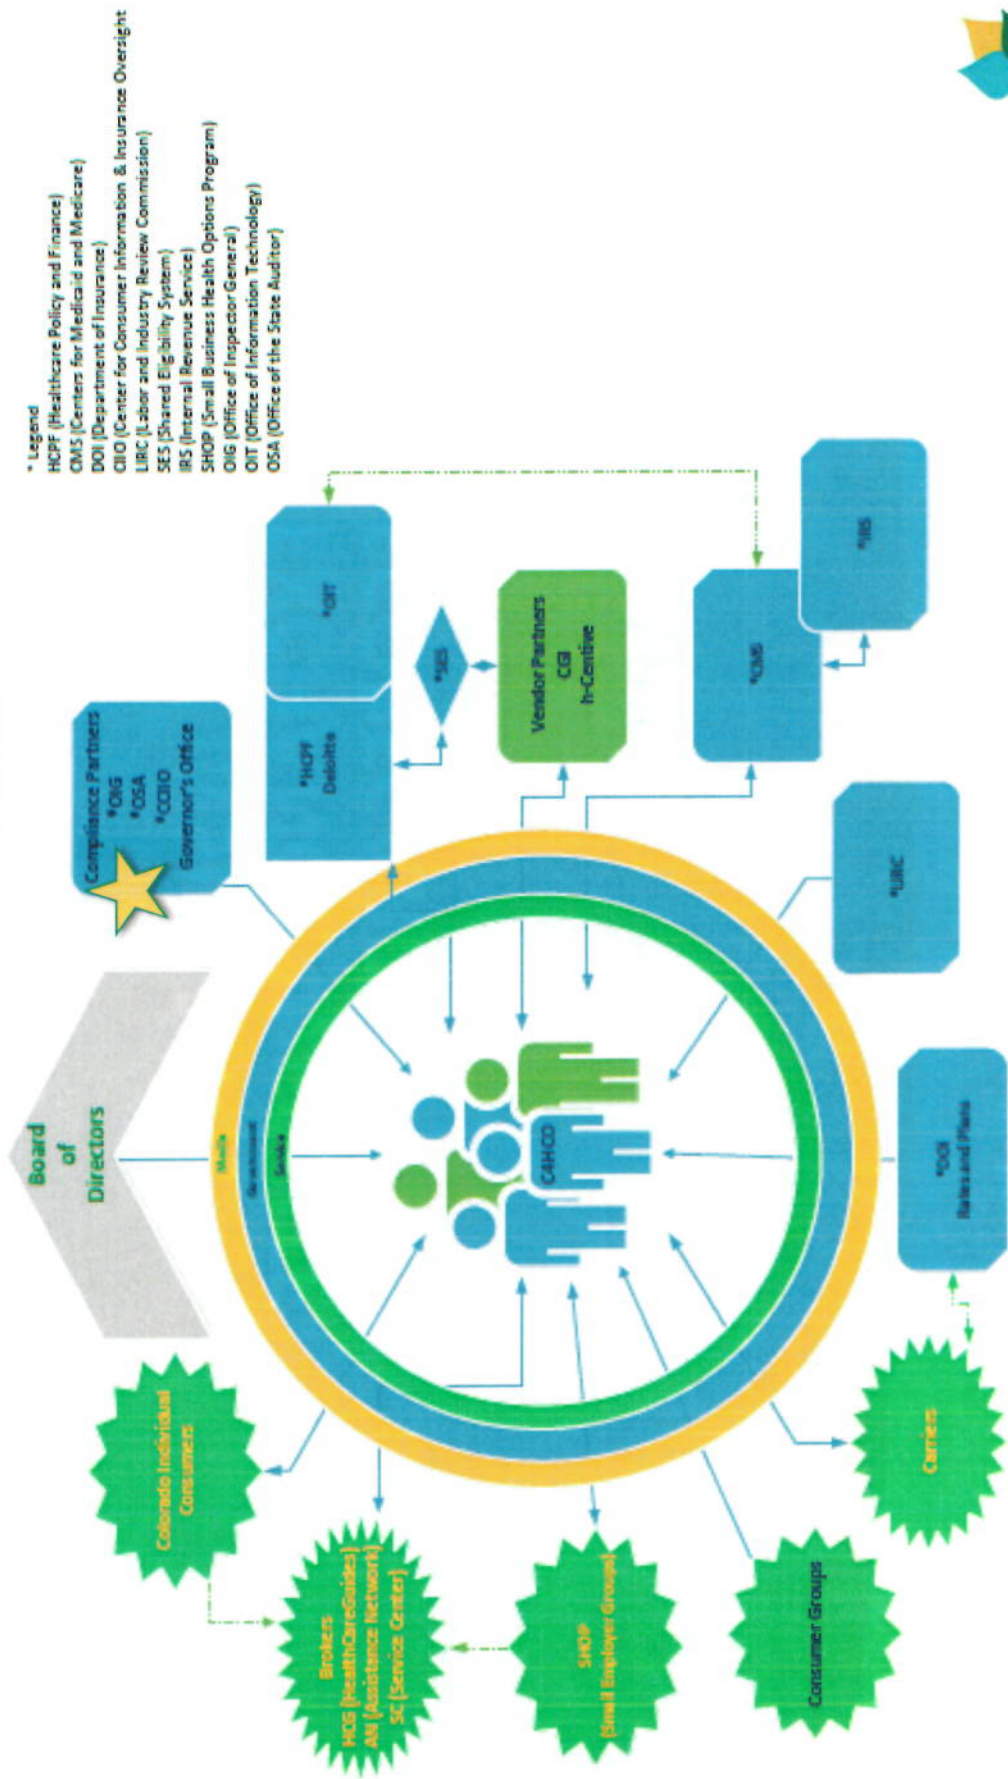 Board
of
Directors
* Legend
HCPF (Healthcare Policy and Finance)
CMS (Centers for Medicaid and Medicare)
DOI (Department of Insurance)
CIIO (Center for Consumer Information & Insurance Oversight
LIRC (Labor and Industry Review Commission)
SES (Shared Eligibility System)
IRS (Internal Revenue Service)
SHOP (Small Business Health Options Program)
OIG (Office of Inspector General)
OIT (Office of Information Technology)
OSA (Office of the State Auditor)
Compliance Partners
*OIG
*OSA
*CCIO
Governor's Office
Colorado Individual
Consumers
Media
Government
Service
*HCPF
Deloitte
*OIT
*SES
Brokers
HCG (HealthCareGuides)
AN (Assistance Network)
SC (Service Center)
Vendor Partners
CGI
h-Centive
C4HCO
SHOP
(Small Employer Groups)
*CMS
*IRS
Consumer Groups
*LIRC
Carriers
*DOI
Rates and Plans